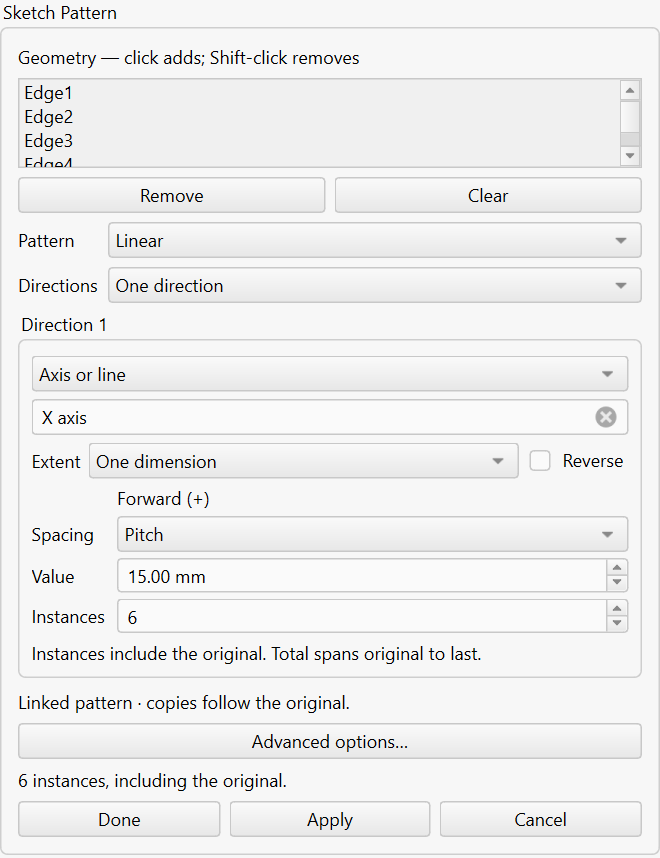 Sketch Pattern
Geometry — click adds; Shift-click removes
Edge1
Edge2
Edge3
Edge4
Remove Clear
Pattern Linear
Directions One direction
Direction 1
Axis or line
X axis
Extent One dimension Reverse
Forward (+)
Spacing Pitch
Value 15.00 mm
Instances 6
Instances include the original. Total spans original to last.
Linked pattern · copies follow the original.
Advanced options...
6 instances, including the original.
Done Apply Cancel